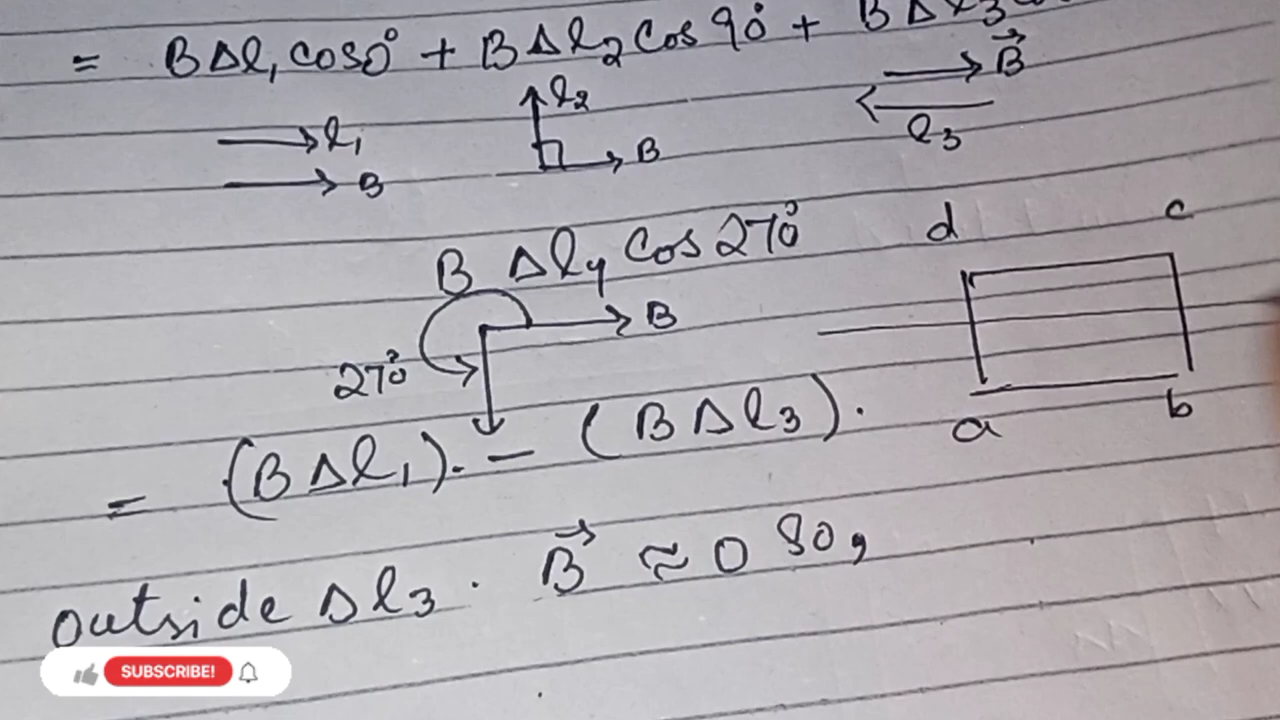 = BΔl₁ cos0° + BΔl₂ cos 90° + BΔl₃
l₁
B
l₂
B
B⃗
l₃
B Δl₄ cos 270°
B
270°
d c
a b
= (BΔl₁). - (BΔl₃).
outside Δl₃. B⃗ ≈ 0 so,
SUBSCRIBE!